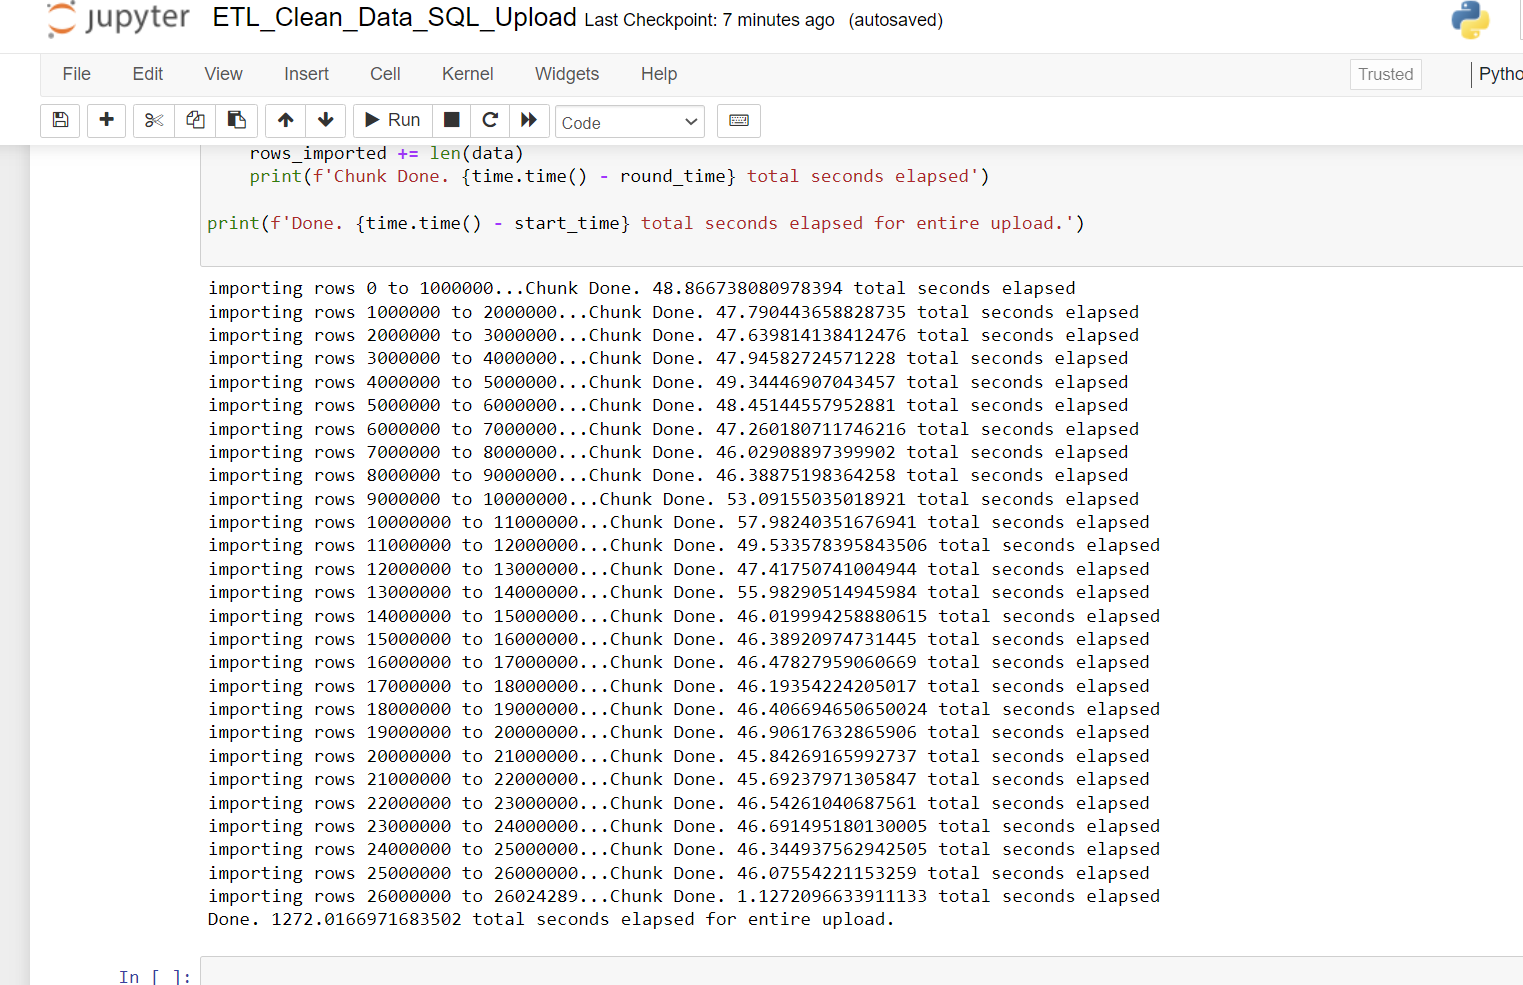 jupyter ETL_Clean_Data_SQL_Upload Last Checkpoint: 7 minutes ago (autosaved)
File Edit View Insert Cell Kernel Widgets Help Trusted
Run Code
rows_imported += len(data)
print(f'Chunk Done. {time.time() - round_time} total seconds elapsed')
print(f'Done. {time.time() - start_time} total seconds elapsed for entire upload.')
importing rows 0 to 1000000...Chunk Done. 48.866738080978394 total seconds elapsed
importing rows 1000000 to 2000000...Chunk Done. 47.790443658828735 total seconds elapsed
importing rows 2000000 to 3000000...Chunk Done. 47.639814138412476 total seconds elapsed
importing rows 3000000 to 4000000...Chunk Done. 47.94582724571228 total seconds elapsed
importing rows 4000000 to 5000000...Chunk Done. 49.34446907043457 total seconds elapsed
importing rows 5000000 to 6000000...Chunk Done. 48.45144557952881 total seconds elapsed
importing rows 6000000 to 7000000...Chunk Done. 47.260180711746216 total seconds elapsed
importing rows 7000000 to 8000000...Chunk Done. 46.02908897399902 total seconds elapsed
importing rows 8000000 to 9000000...Chunk Done. 46.38875198364258 total seconds elapsed
importing rows 9000000 to 10000000...Chunk Done. 53.09155035018921 total seconds elapsed
importing rows 10000000 to 11000000...Chunk Done. 57.98240351676941 total seconds elapsed
importing rows 11000000 to 12000000...Chunk Done. 49.533578395843506 total seconds elapsed
importing rows 12000000 to 13000000...Chunk Done. 47.41750741004944 total seconds elapsed
importing rows 13000000 to 14000000...Chunk Done. 55.98290514945984 total seconds elapsed
importing rows 14000000 to 15000000...Chunk Done. 46.019994258880615 total seconds elapsed
importing rows 15000000 to 16000000...Chunk Done. 46.38920974731445 total seconds elapsed
importing rows 16000000 to 17000000...Chunk Done. 46.47827959060669 total seconds elapsed
importing rows 17000000 to 18000000...Chunk Done. 46.19354224205017 total seconds elapsed
importing rows 18000000 to 19000000...Chunk Done. 46.406694650650024 total seconds elapsed
importing rows 19000000 to 20000000...Chunk Done. 46.90617632865906 total seconds elapsed
importing rows 20000000 to 21000000...Chunk Done. 45.84269165992737 total seconds elapsed
importing rows 21000000 to 22000000...Chunk Done. 45.69237971305847 total seconds elapsed
importing rows 22000000 to 23000000...Chunk Done. 46.54261040687561 total seconds elapsed
importing rows 23000000 to 24000000...Chunk Done. 46.691495180130005 total seconds elapsed
importing rows 24000000 to 25000000...Chunk Done. 46.344937562942505 total seconds elapsed
importing rows 25000000 to 26000000...Chunk Done. 46.07554221153259 total seconds elapsed
importing rows 26000000 to 26024289...Chunk Done. 1.1272096633911133 total seconds elapsed
Done. 1272.0166971683502 total seconds elapsed for entire upload.
In [ ]: